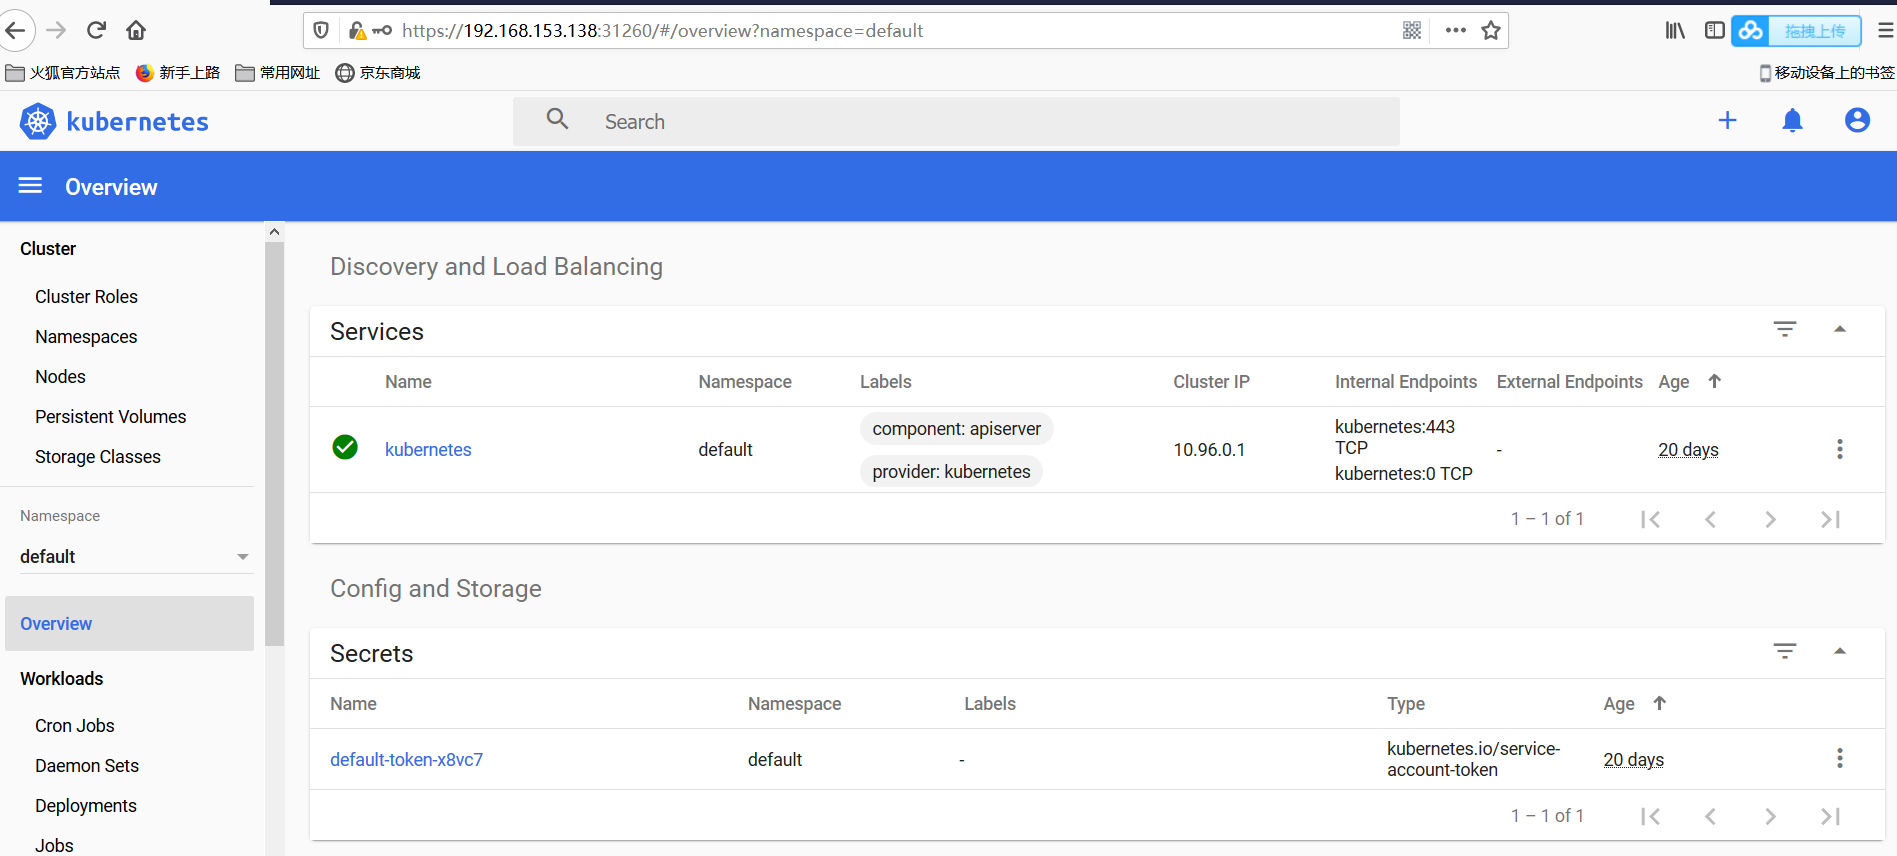 https://192.168.153.138:31260/#/overview?namespace=default
拖拽上传
火狐官方站点 新手上路 常用网址 京东商城 移动设备上的书签
kubernetes
Search
Overview
Cluster
Cluster Roles
Namespaces
Nodes
Persistent Volumes
Storage Classes
Namespace
default
Overview
Workloads
Cron Jobs
Daemon Sets
Deployments
Jobs
Discovery and Load Balancing
Services
Name Namespace Labels Cluster IP Internal Endpoints External Endpoints Age
kubernetes default component: apiserver provider: kubernetes 10.96.0.1 kubernetes:443 TCP kubernetes:0 TCP - 20 days
1 – 1 of 1
Config and Storage
Secrets
Name Namespace Labels Type Age
default-token-x8vc7 default - kubernetes.io/service-account-token 20 days
1 – 1 of 1